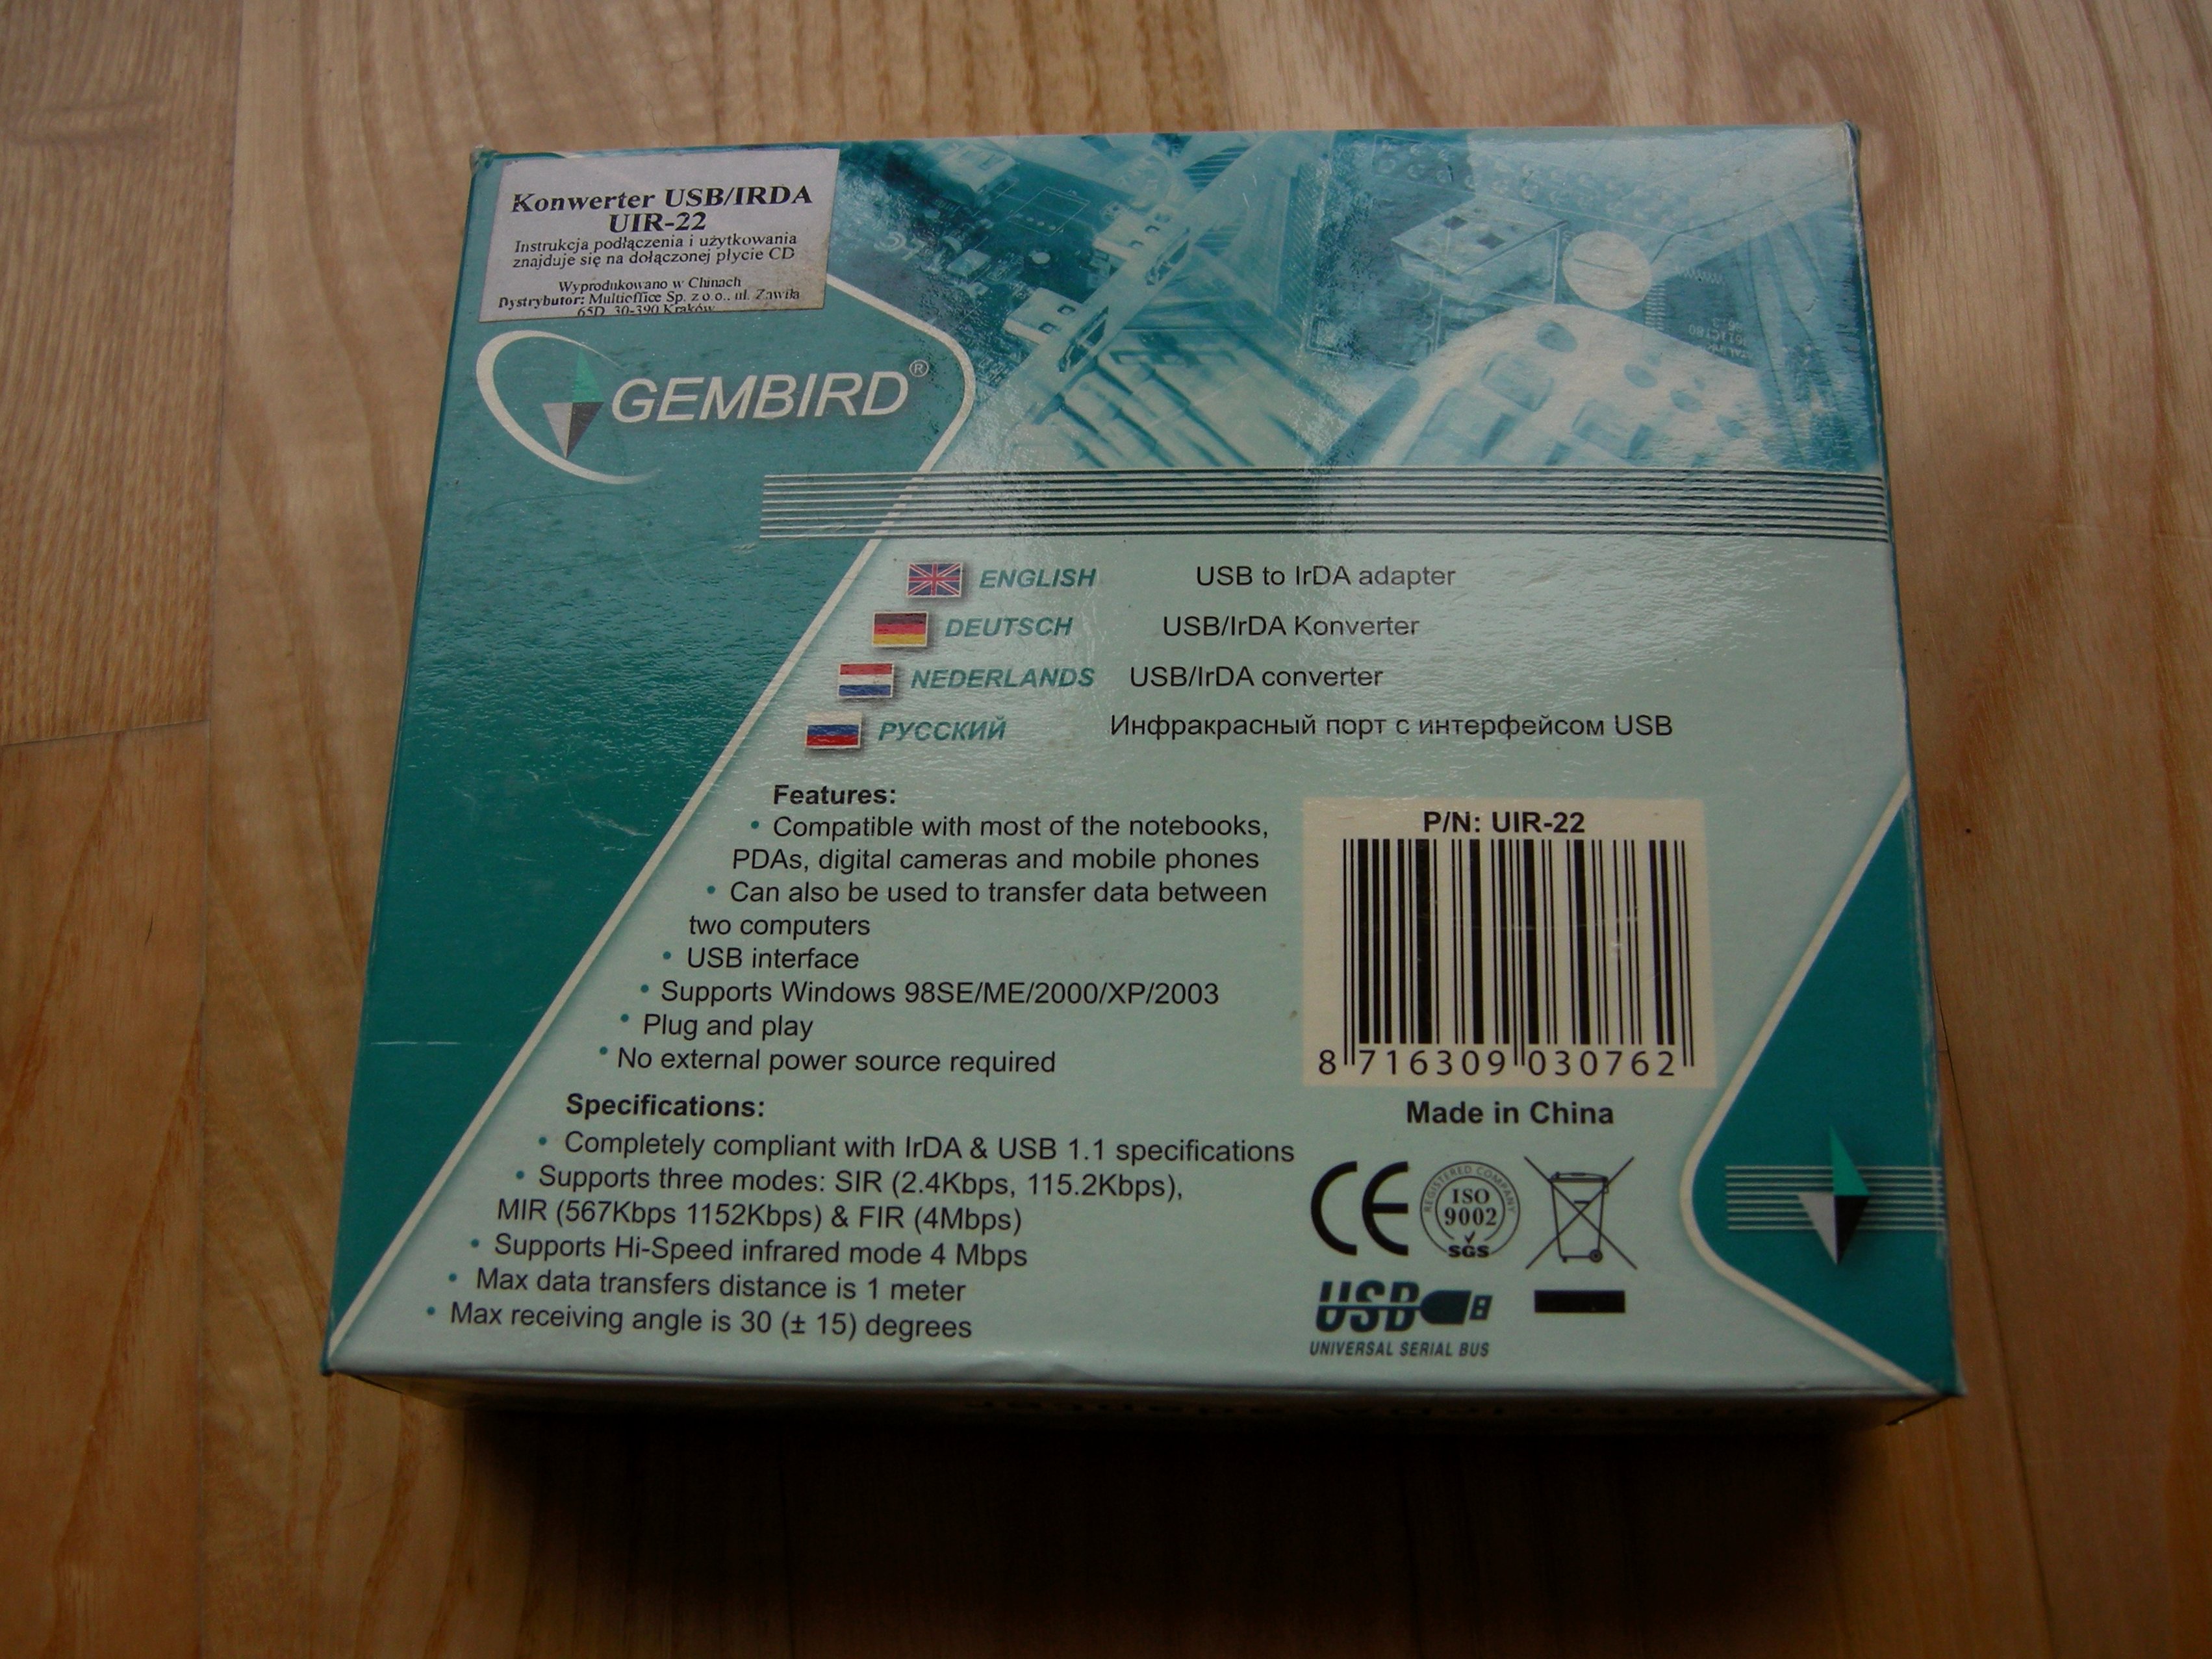 Konwerter USB/IRDA
UIR-22
Instrukcja podłączenia i użytkowania
znajduje się na dołączonej płycie CD
Wyprodukowano w Chinach
Dystrybutor: Multioffice Sp. z o.o., ul. Zawiła
65D, 30-390 Kraków
GEMBIRD®
ENGLISH USB to IrDA adapter
DEUTSCH USB/IrDA Konverter
NEDERLANDS USB/IrDA converter
РУССКИЙ Инфракрасный порт с интерфейсом USB
Features:
• Compatible with most of the notebooks,
PDAs, digital cameras and mobile phones
• Can also be used to transfer data between
two computers
• USB interface
• Supports Windows 98SE/ME/2000/XP/2003
• Plug and play
• No external power source required
Specifications:
• Completely compliant with IrDA & USB 1.1 specifications
• Supports three modes: SIR (2.4Kbps, 115.2Kbps),
MIR (567Kbps 1152Kbps) & FIR (4Mbps)
• Supports Hi-Speed infrared mode 4 Mbps
• Max data transfers distance is 1 meter
• Max receiving angle is 30 (± 15) degrees
P/N: UIR-22
8 716309 030762
Made in China
CE
REGISTERED COMPANY
ISO
9002
SGS
USB
UNIVERSAL SERIAL BUS